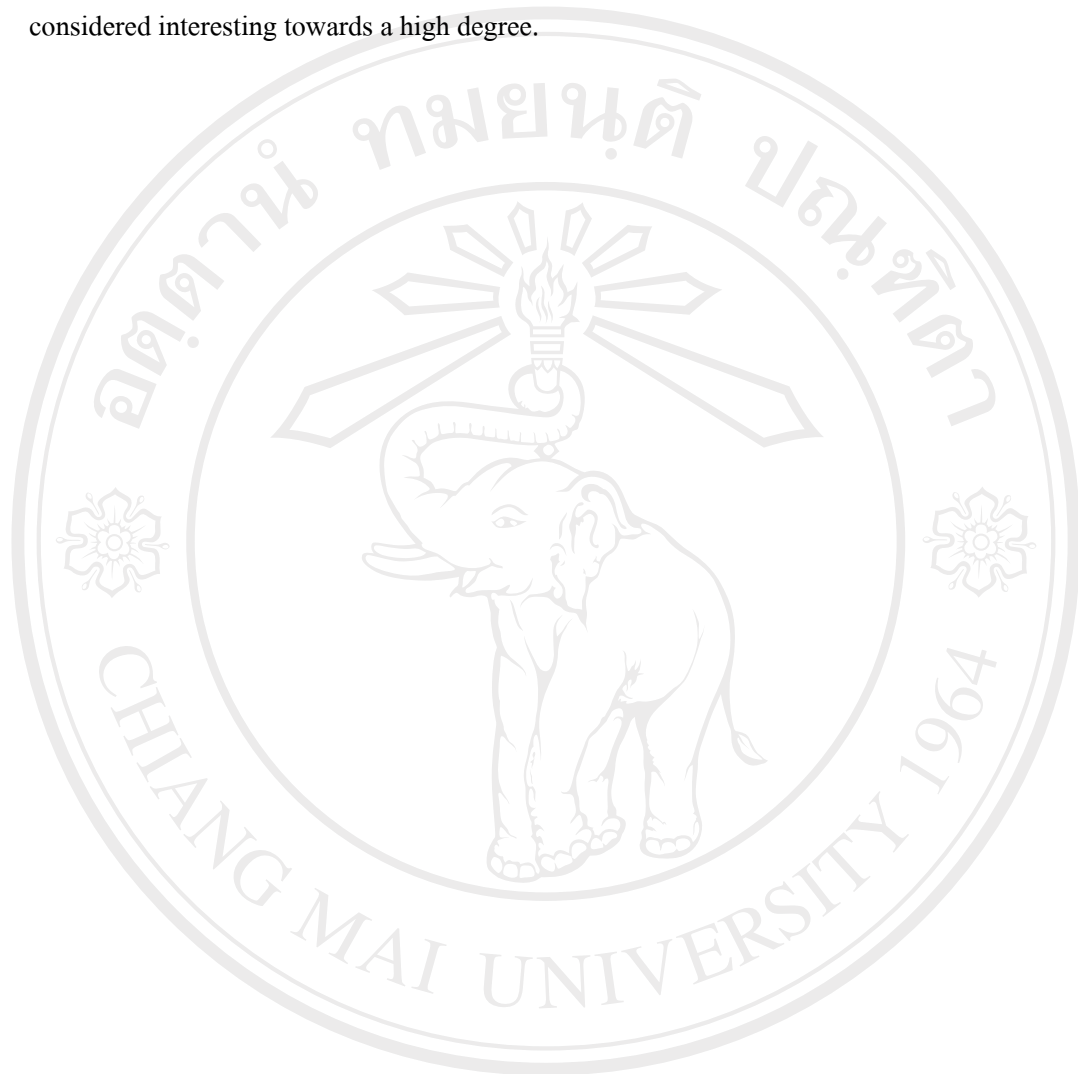 considered interesting towards a high degree.
อตฺตานํ ทมยนฺติ ปณฺฑิตา
CHIANG MAI UNIVERSITY 1964